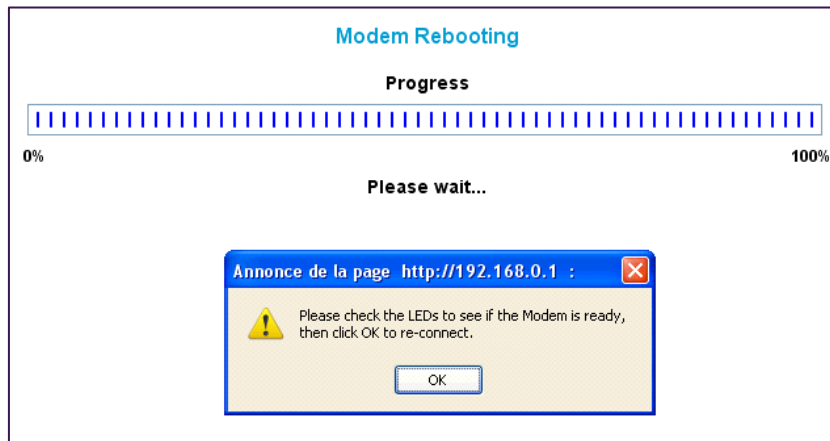 Modem Rebooting
Progress
0% 100%
Please wait...
Annonce de la page http://192.168.0.1 :
Please check the LEDs to see if the Modem is ready,
then click OK to re-connect.
OK